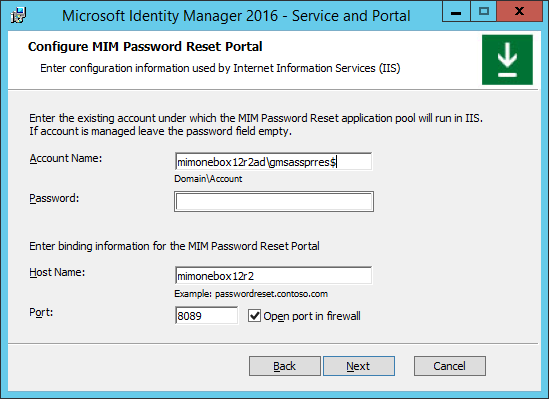 Microsoft Identity Manager 2016 - Service and Portal
Configure MIM Password Reset Portal
Enter configuration information used by Internet Information Services (IIS)
Enter the existing account under which the MIM Password Reset application pool will run in IIS.
If account is managed leave the password field empty.
Account Name:
mimonebox12r2ad\gmsassprres$
Domain\Account
Password:
Enter binding information for the MIM Password Reset Portal
Host Name:
mimonebox12r2
Example: passwordreset.contoso.com
Port:
8089
Open port in firewall
Back
Next
Cancel